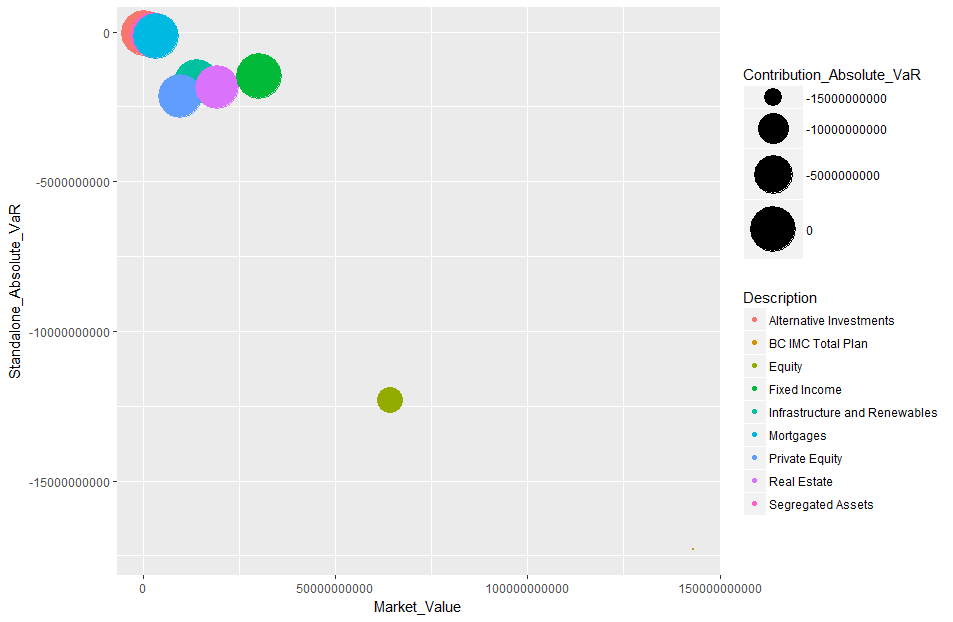 Standalone_Absolute_VaR
0
-5000000000
-10000000000
-15000000000
0
50000000000
100000000000
150000000000
Market_Value
Contribution_Absolute_VaR
-15000000000
-10000000000
-5000000000
0
Description
Alternative Investments
BC IMC Total Plan
Equity
Fixed Income
Infrastructure and Renewables
Mortgages
Private Equity
Real Estate
Segregated Assets